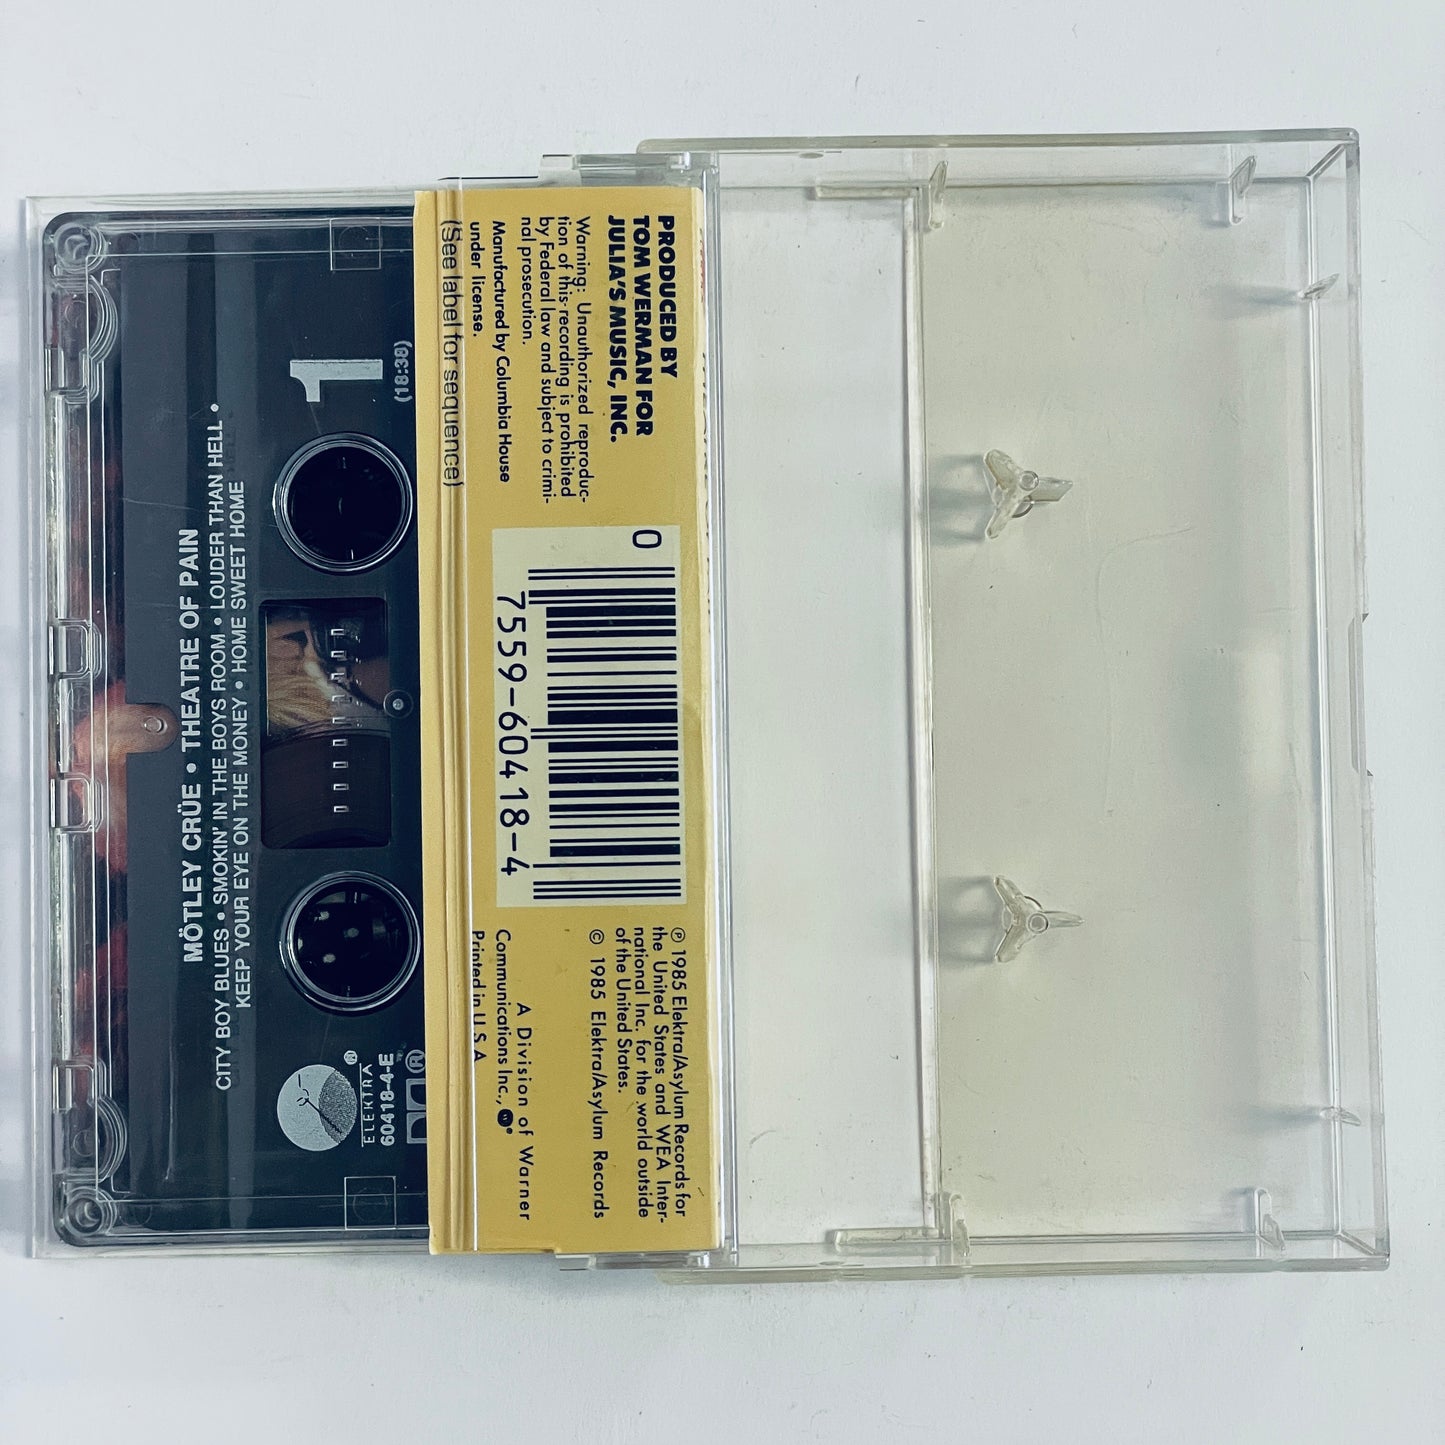 1
(18:38)
MÖTLEY CRÜE • THEATRE OF PAIN
CITY BOY BLUES • SMOKIN' IN THE BOYS ROOM • LOUDER THAN HELL •
KEEP YOUR EYE ON THE MONEY • HOME SWEET HOME
ELEKTRA
60418-4-E
PRODUCED BY
TOM WERMAN FOR
JULIA'S MUSIC, INC.
Warning: Unauthorized reproduc-
tion of this recording is prohibited
by Federal law and subject to crimi-
nal prosecution.
Manufactured by Columbia House
under license.
(See label for sequence)
0
7559-60418-4
℗ 1985 Elektra/Asylum Records for
the United States and WEA Inter-
national Inc. for the world outside
of the United States.
© 1985 Elektra/Asylum Records
A Division of Warner
Communications Inc.,
Printed in U.S.A.